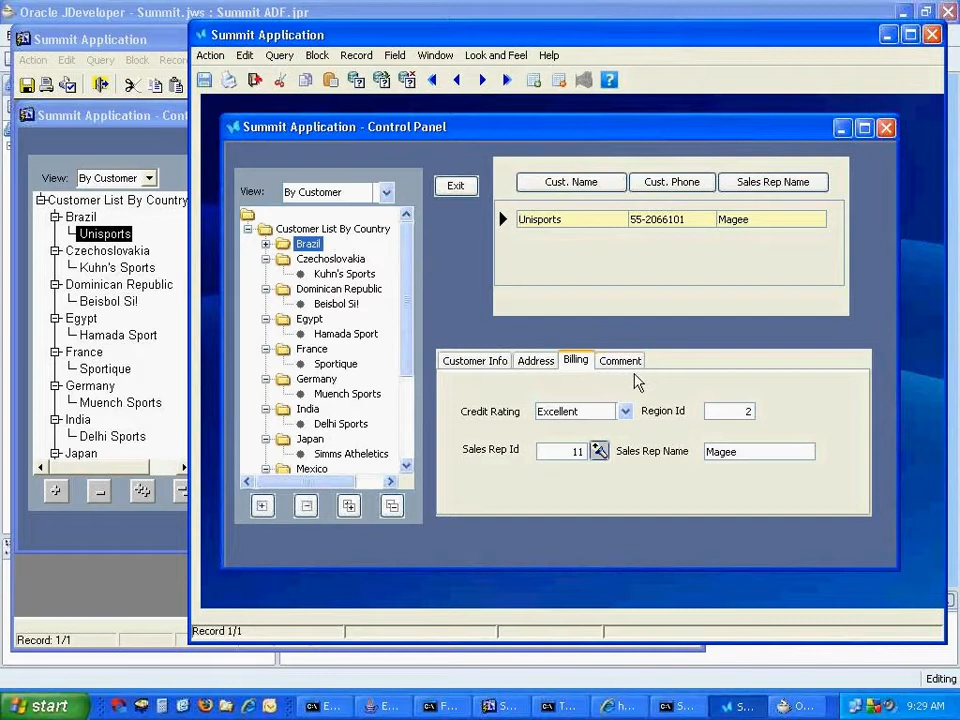 Oracle JDeveloper - Summit.jws : Summit ADF.jpr
Summit Application
Action Edit Query Block Recor
Summit Application - Cont
View: By Customer
Customer List By Country
Brazil
Unisports
Czechoslovakia
Kuhn's Sports
Dominican Republic
Beisbol Si!
Egypt
Hamada Sport
France
Sportique
Germany
Muench Sports
India
Delhi Sports
Japan
Record: 1/1
Summit Application
Action Edit Query Block Record Field Window Look and Feel Help
Summit Application - Control Panel
View: By Customer
Exit
Customer List By Country
Brazil
Czechoslovakia
Kuhn's Sports
Dominican Republic
Beisbol Si!
Egypt
Hamada Sport
France
Sportique
Germany
Muench Sports
India
Delhi Sports
Japan
Simms Atheletics
Mexico
Cust. Name Cust. Phone Sales Rep Name
Unisports 55-2066101 Magee
Customer Info Address Billing Comment
Credit Rating Excellent Region Id 2
Sales Rep Id 11 Sales Rep Name Magee
Record 1/1
Editing
start E... E... F... S... T... h... S... S... O... 9:29 AM